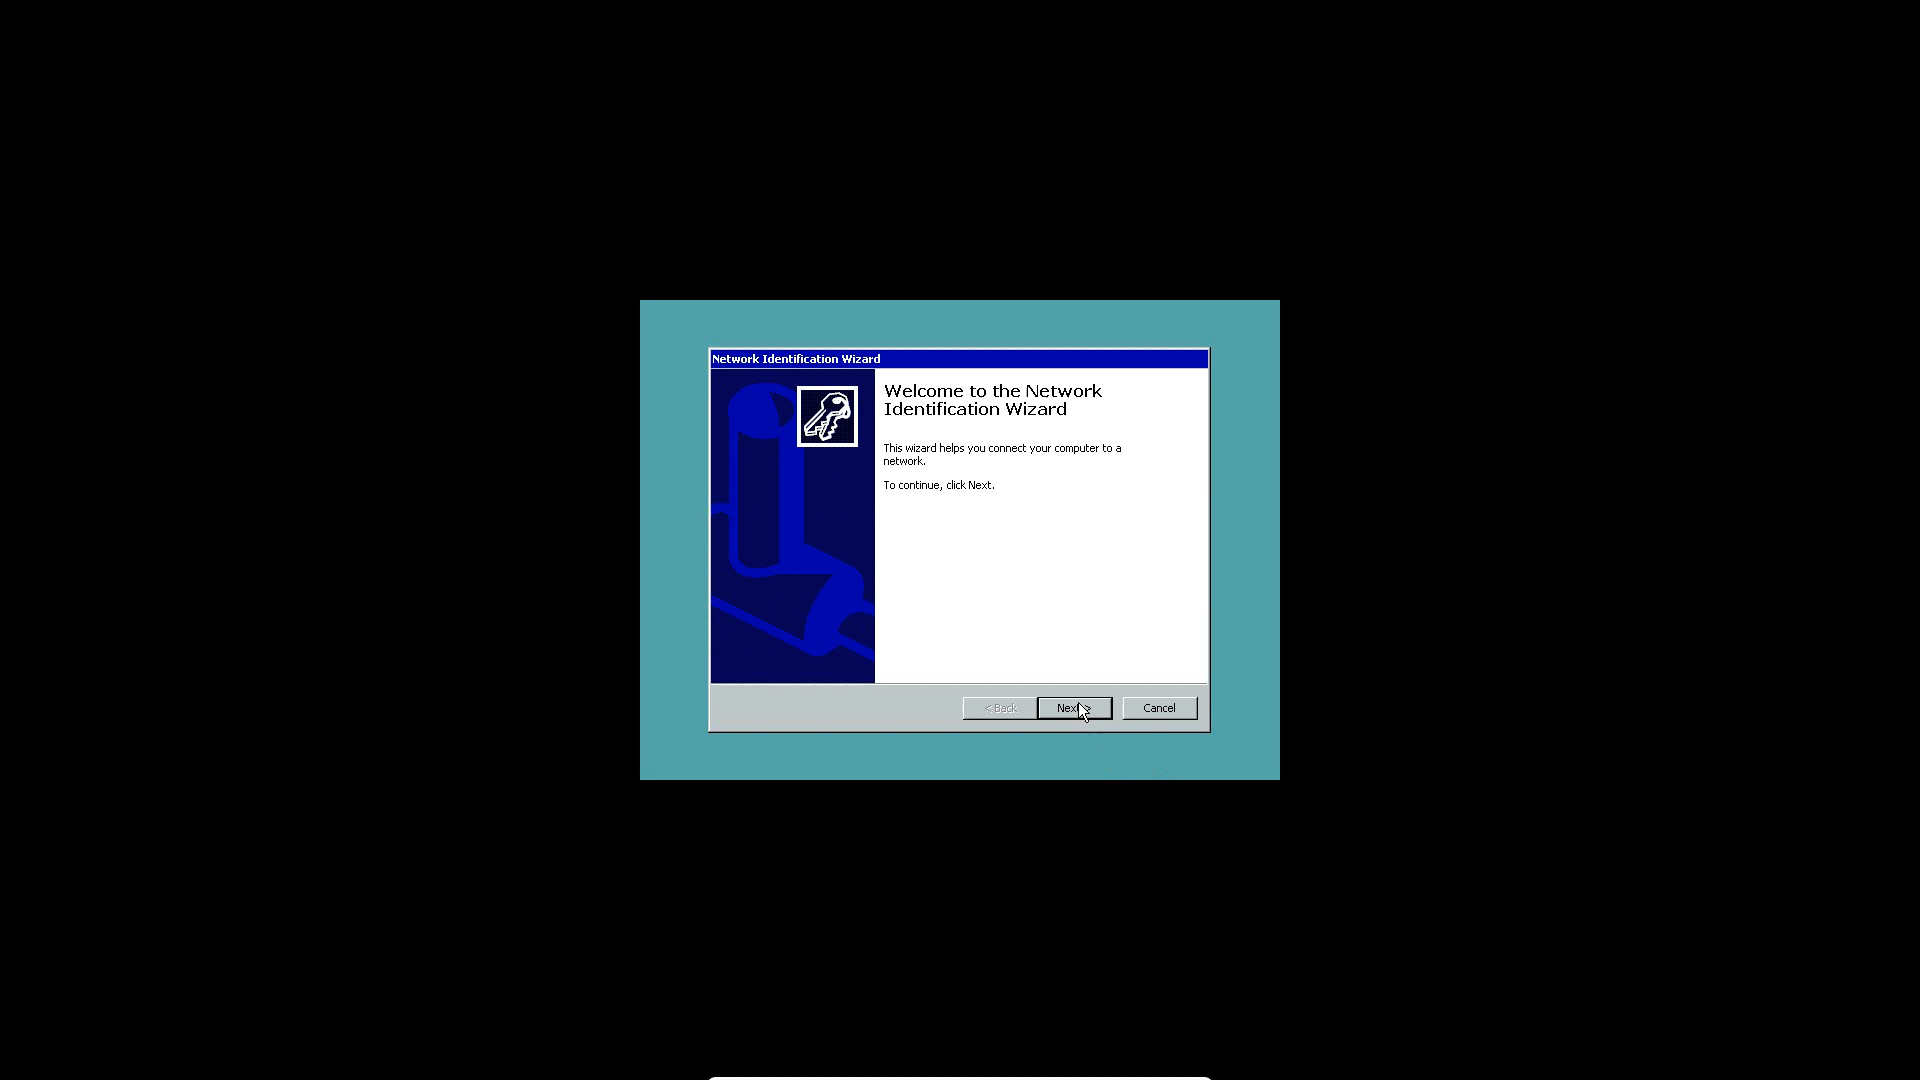 Network Identification Wizard
Welcome to the Network
Identification Wizard
This wizard helps you connect your computer to a
network.
To continue, click Next.
< Back
Next >
Cancel